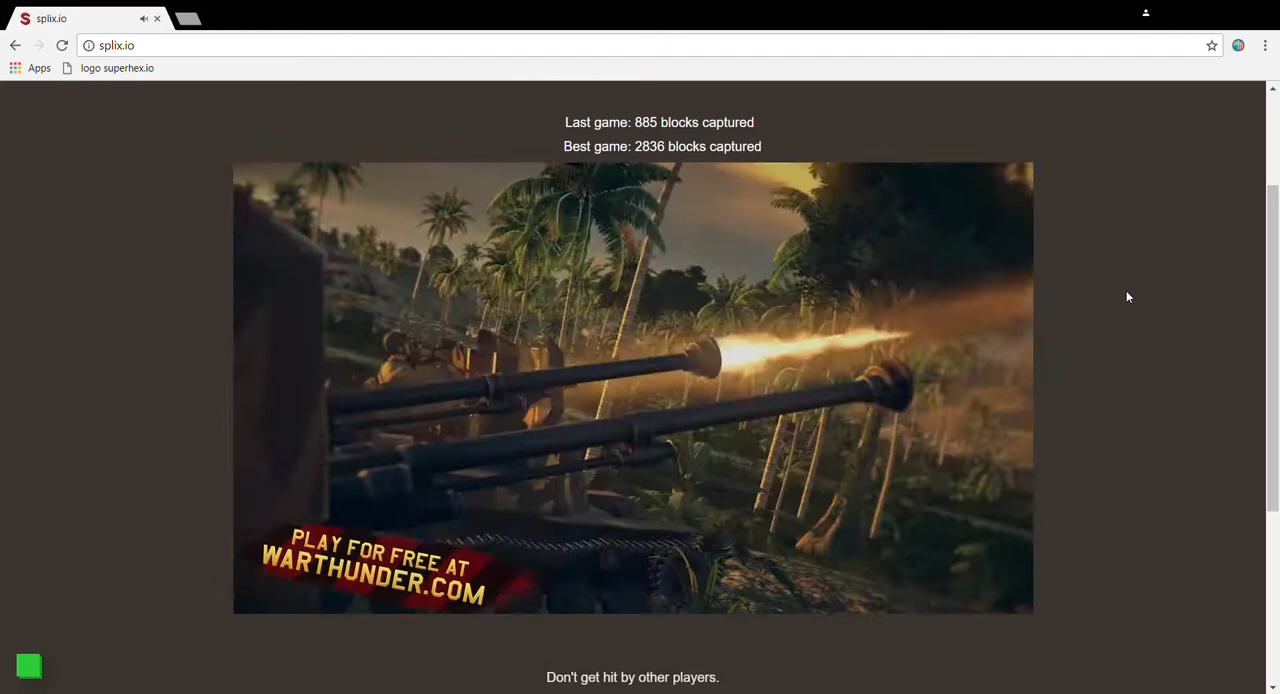 splix.io
splix.io
Apps
logo superhex.io
Last game: 885 blocks captured
Best game: 2836 blocks captured
PLAY FOR FREE AT
WARTHUNDER.COM
Don't get hit by other players.